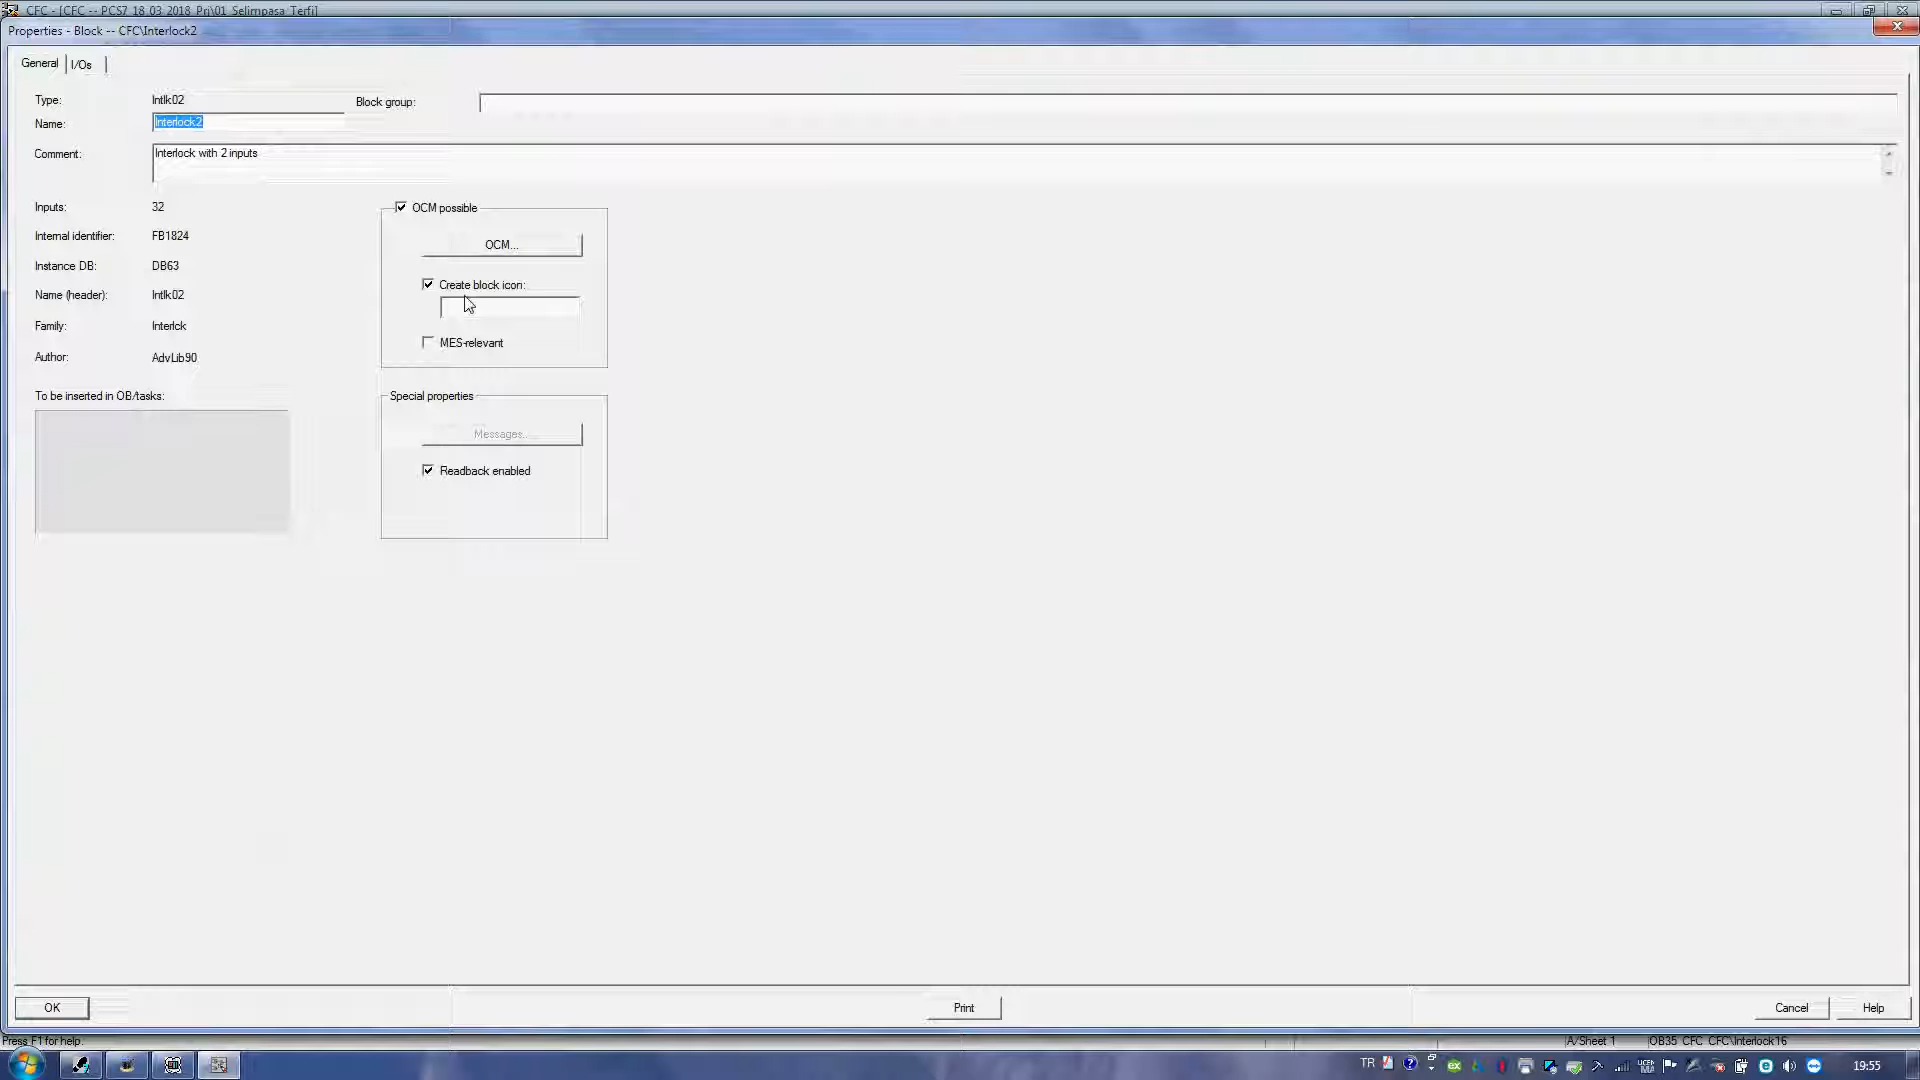 CFC - [CFC -- PCS7_18_03_2018_Prj\01_Selimpasa_Terfi]
Properties - Block -- CFC\Interlock2
General
I/Os
Type:
Intlk02
Block group:
Name:
Interlock2
Comment:
Interlock with 2 inputs
Inputs:
32
OCM possible
Internal identifier:
FB1824
OCM...
Instance DB:
DB63
Create block icon:
Name (header):
Intlk02
Family:
Interlck
MES-relevant
Author:
AdvLib90
To be inserted in OB/tasks:
Special properties
Messages...
Readback enabled
OK
Print
Cancel
Help
Press F1 for help.
A/Sheet 1
OB35 CFC CFC\Interlock16
TR
19:55